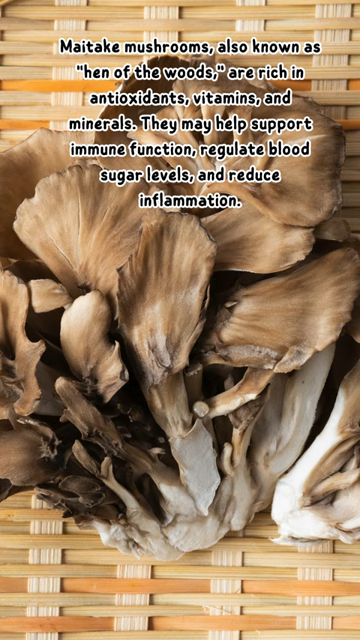 Maitake mushrooms, also known as
"hen of the woods," are rich in
antioxidants, vitamins, and
minerals. They may help support
immune function, regulate blood
sugar levels, and reduce
inflammation.